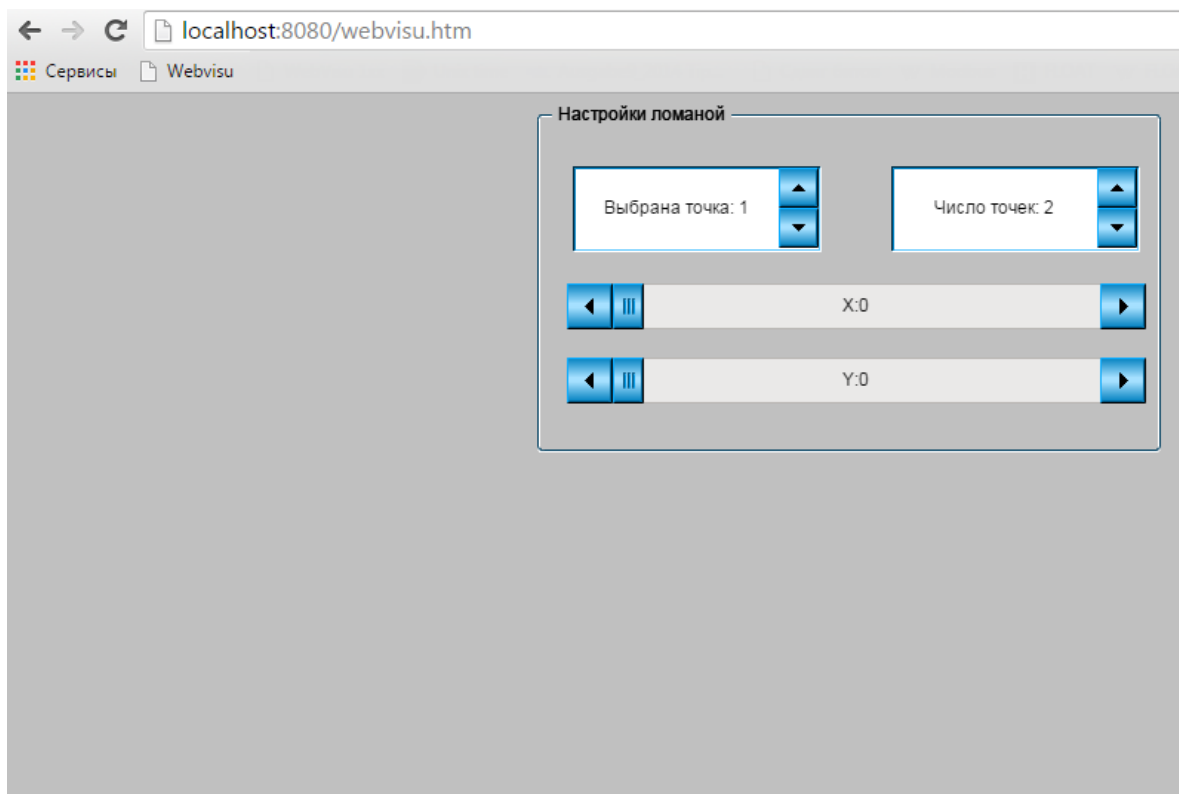 localhost:8080/webvisu.htm
Сервисы Webvisu
Настройки ломаной
Выбрана точка: 1 Число точек: 2
X:0
Y:0